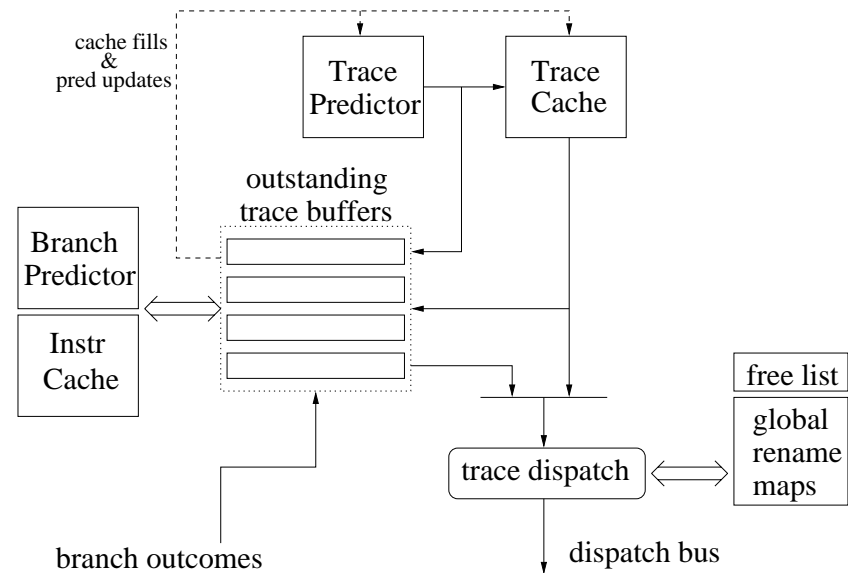 cache fills
&
pred updates
Trace
Predictor
Trace
Cache
outstanding
trace buffers
Branch
Predictor
Instr
Cache
free list
global
rename
maps
trace dispatch
branch outcomes
dispatch bus